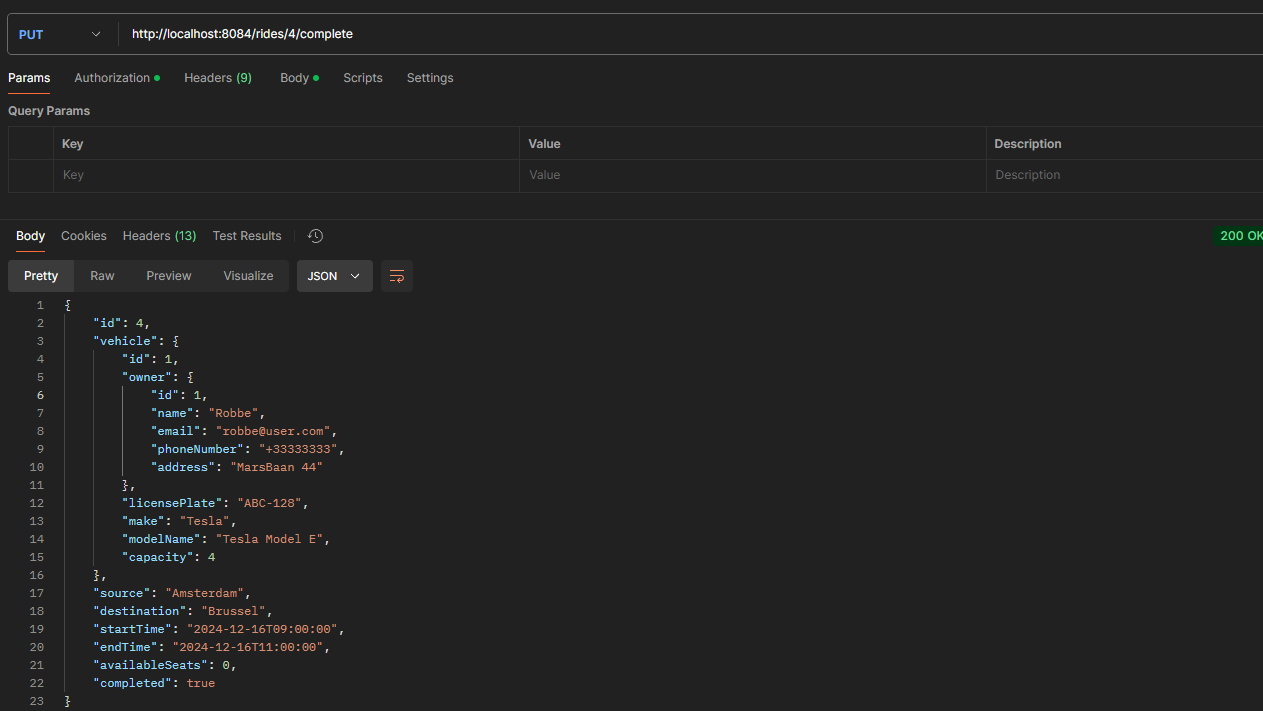 PUT http://localhost:8084/rides/4/complete
Params Authorization Headers (9) Body Scripts Settings
Query Params
Key Value Description
Key Value Description
Body Cookies Headers (13) Test Results 200 OK
Pretty Raw Preview Visualize JSON
1 {
2 "id": 4,
3 "vehicle": {
4 "id": 1,
5 "owner": {
6 "id": 1,
7 "name": "Robbe",
8 "email": "robbe@user.com",
9 "phoneNumber": "+33333333",
10 "address": "MarsBaan 44"
11 },
12 "licensePlate": "ABC-128",
13 "make": "Tesla",
14 "modelName": "Tesla Model E",
15 "capacity": 4
16 },
17 "source": "Amsterdam",
18 "destination": "Brussel",
19 "startTime": "2024-12-16T09:00:00",
20 "endTime": "2024-12-16T11:00:00",
21 "availableSeats": 0,
22 "completed": true
23 }